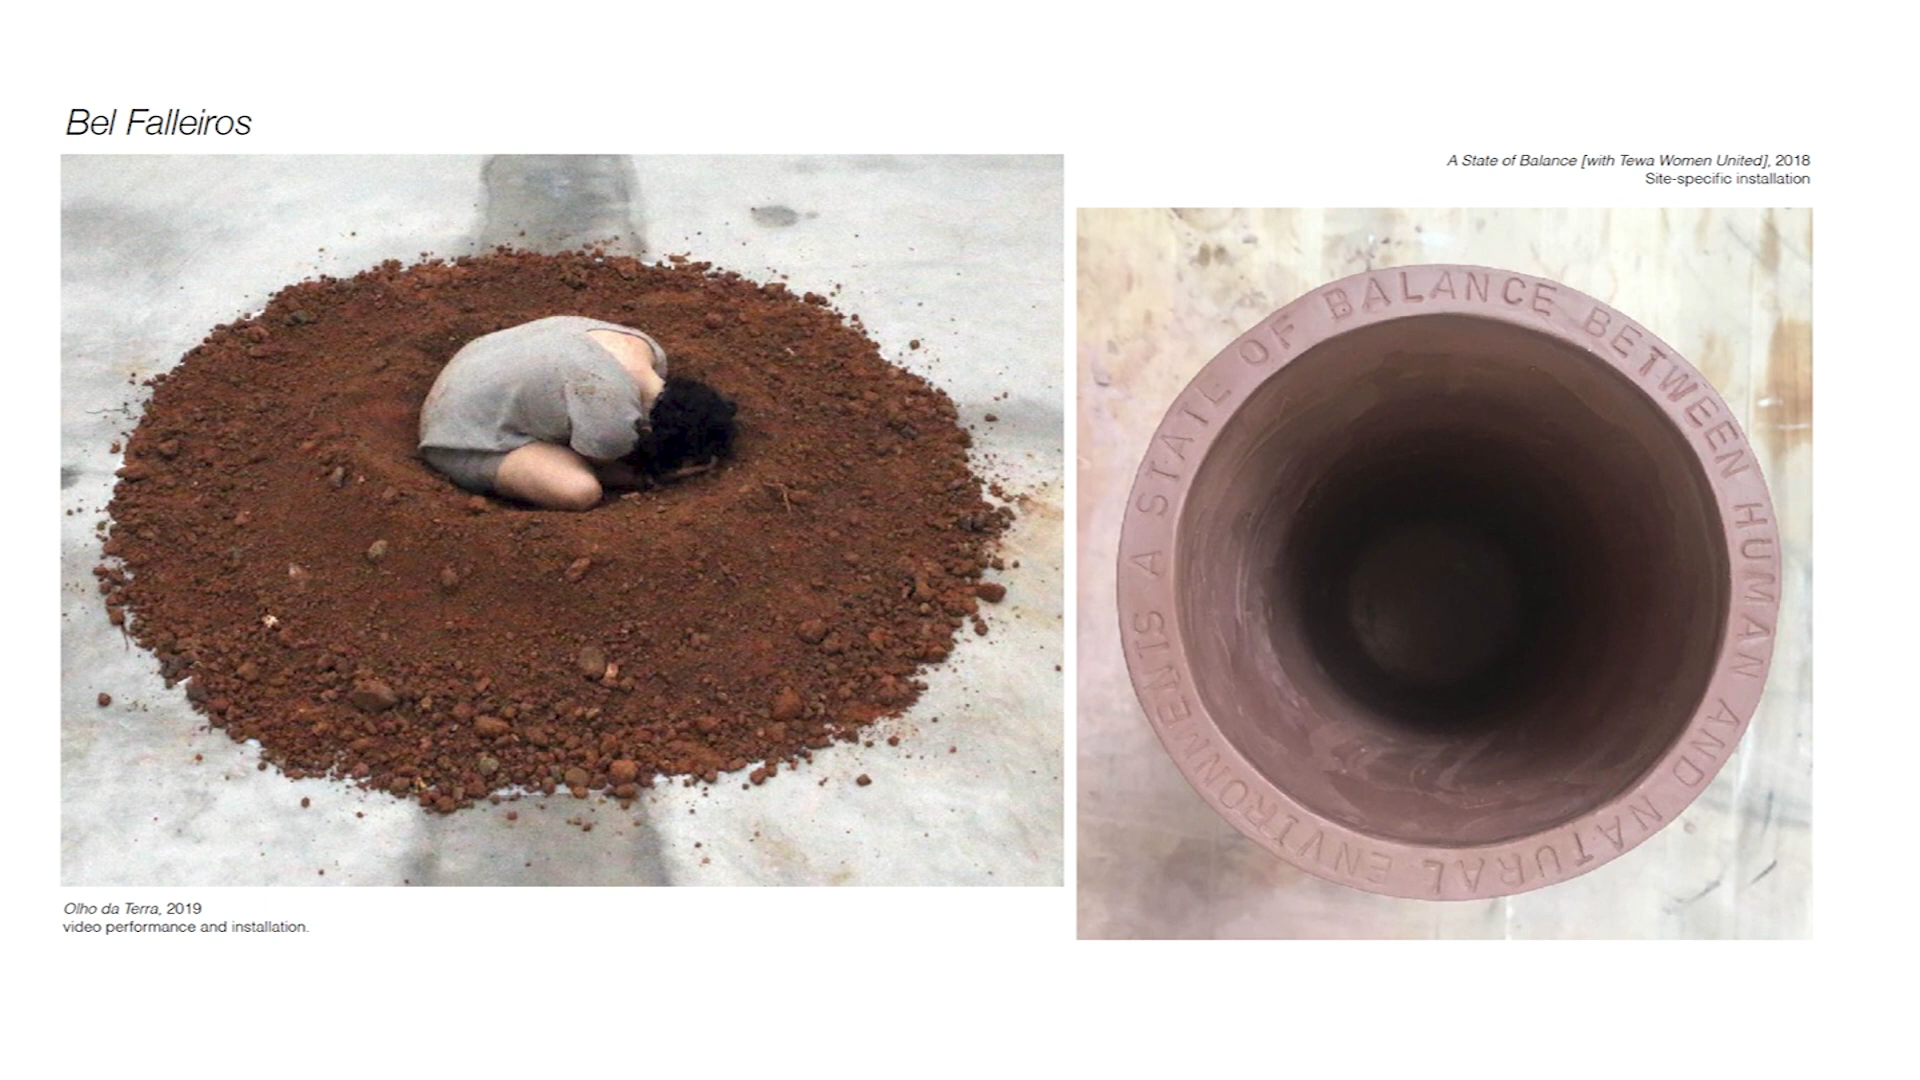 Bel Falleiros
A State of Balance [with Tewa Women United], 2018
Site-specific installation
A STATE OF BALANCE BETWEEN HUMAN AND NATURAL ENVIRONMENTS
Olho da Terra, 2019
video performance and installation.